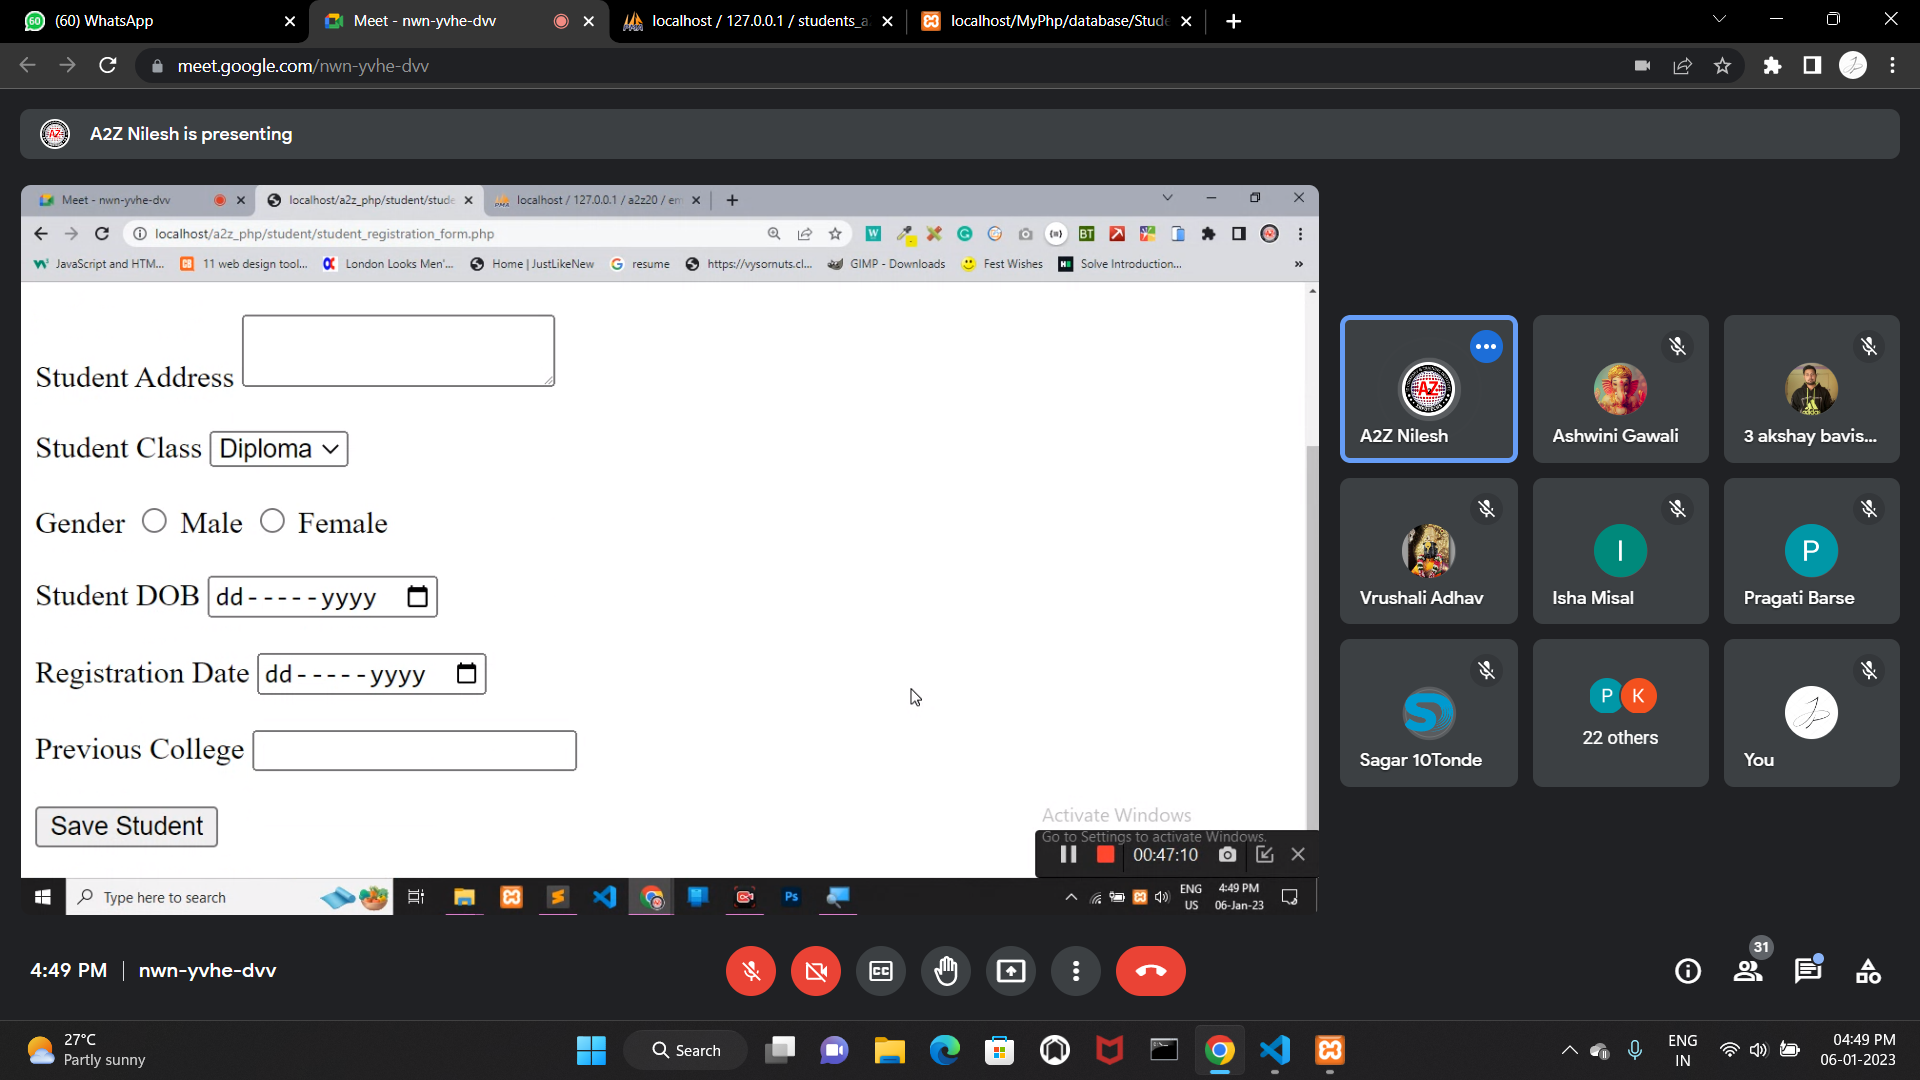 (60) WhatsApp
Meet - nwn-yvhe-dvv
localhost / 127.0.0.1 / students_a
localhost/MyPhp/database/Stude
meet.google.com/nwn-yvhe-dvv
A2Z Nilesh is presenting
Meet - nwn-yvhe-dvv
localhost/a2z_php/student/stude
localhost / 127.0.0.1 / a2z20 / em
localhost/a2z_php/student/student_registration_form.php
JavaScript and HTM...
11 web design tool...
London Looks Men'...
Home | JustLikeNew
resume
https://vysornuts.cl...
GIMP - Downloads
Fest Wishes
Solve Introduction...
Student Address
Student Class Diploma
Gender Male Female
Student DOB dd-----yyyy
Registration Date dd-----yyyy
Previous College
Save Student
Activate Windows
Go to Settings to activate Windows.
00:47:10
Type here to search
Ps
ENG
US
4:49 PM
06-Jan-23
A2Z Nilesh
Ashwini Gawali
3 akshay bavis...
Vrushali Adhav
I
Isha Misal
P
Pragati Barse
Sagar 10Tonde
P K
22 others
You
4:49 PM | nwn-yvhe-dvv
CC
31
27°C
Partly sunny
Search
ENG
IN
04:49 PM
06-01-2023